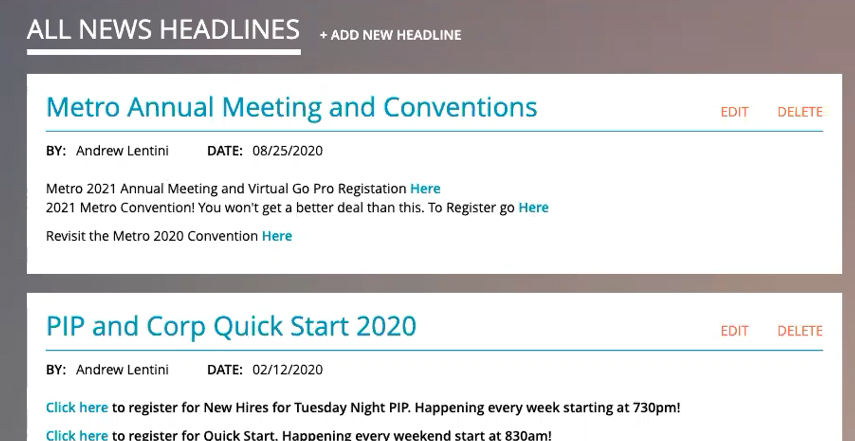 ALL NEWS HEADLINES + ADD NEW HEADLINE
Metro Annual Meeting and Conventions EDIT DELETE
BY: Andrew Lentini DATE: 08/25/2020
Metro 2021 Annual Meeting and Virtual Go Pro Registation Here
2021 Metro Convention! You won't get a better deal than this. To Register go Here
Revisit the Metro 2020 Convention Here
PIP and Corp Quick Start 2020 EDIT DELETE
BY: Andrew Lentini DATE: 02/12/2020
Click here to register for New Hires for Tuesday Night PIP. Happening every week starting at 730pm!
Click here to register for Quick Start. Happening every weekend start at 830am!